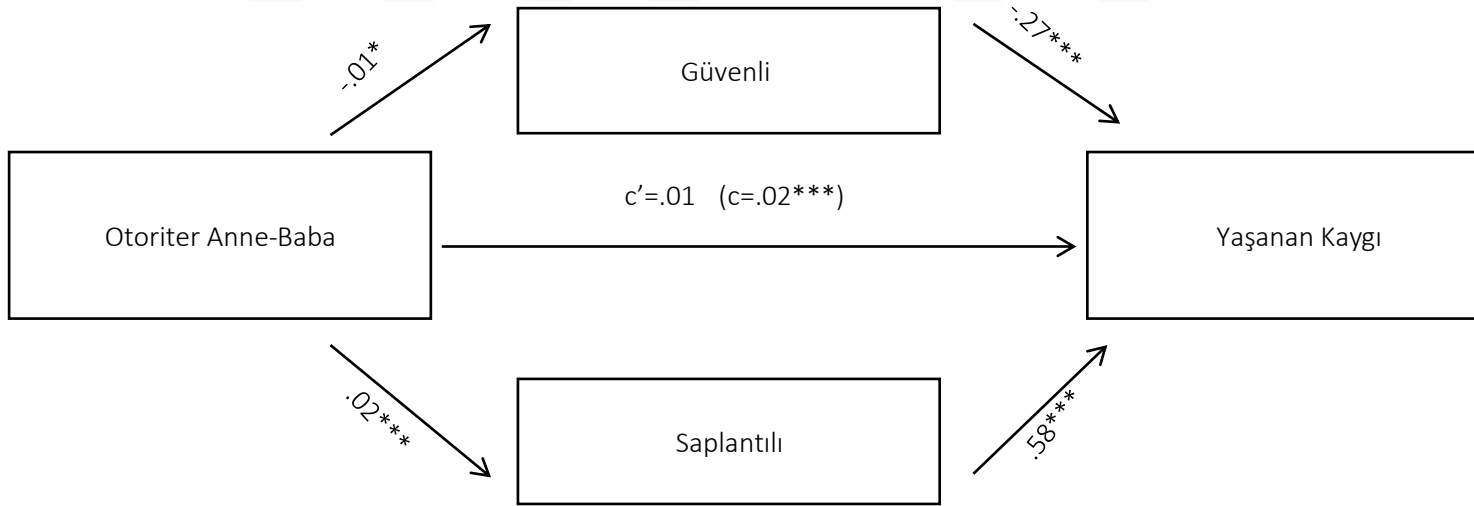 -.01*
Güvenli
-.27***
Otoriter Anne-Baba
c’=.01 (c=.02***)
Yaşanan Kaygı
.02***
Saplantılı
.58***